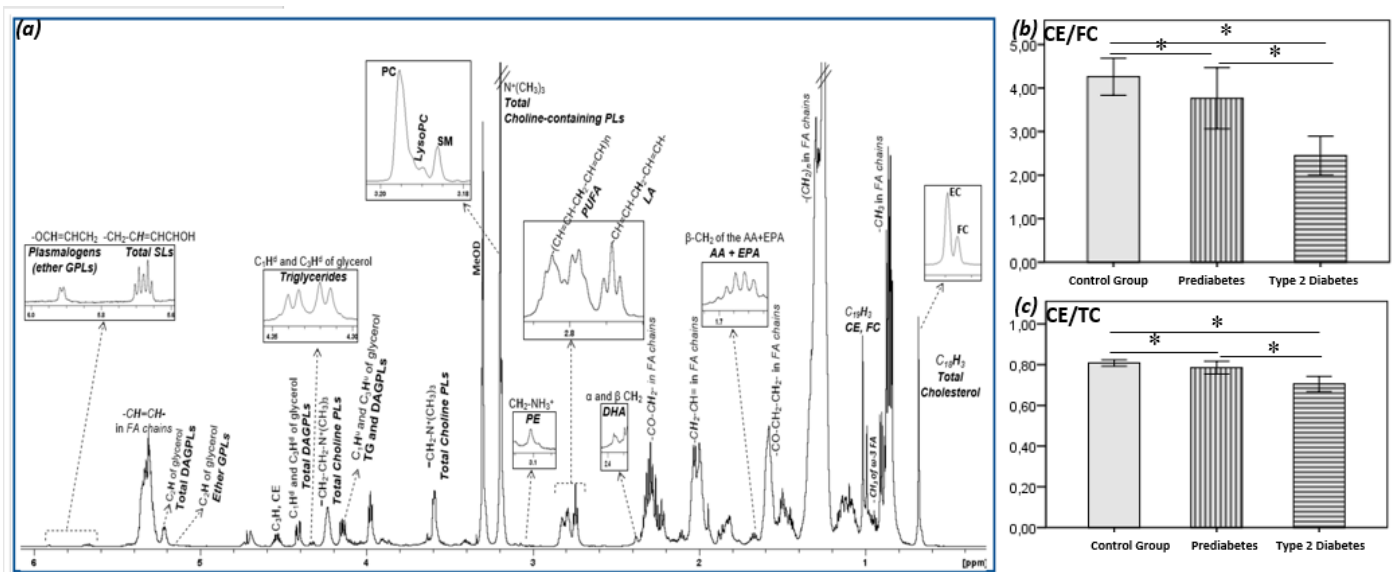 (a)
PC
LysoPC
SM
3.20
3.18
N⁺(CH₃)₃
Total
Choline-containing PLs
-OCH=CHCH₂
Plasmalogens
(ether GPLs)
-CH₂-CH=CHCHOH
Total SLs
C₁Hᵈ and C₃Hᵈ of glycerol
Triglycerides
4.30
MeOD
(CH=CH-CH₂-CH=CH)n
PUFA
CH=CH-CH₂-CH=CH-
LA
2.8
β-CH₂ of the AA+EPA
AA + EPA
1.7
-(CH₂)ₙ in FA chains
-CH₃ in FA chains
EC
FC
C₁₉H₃
CE, FC
C₁₈H₃
Total
Cholesterol
-CH=CH-
in FA chains
C₂H of glycerol
Total DAGPLs
C₂H of glycerol
Ether GPLs
C₃H, CE
C₁Hᵈ and C₃Hᵈ of glycerol
Total DAGPLs
-CH₂-CH₂-N⁺(CH₃)₃
Total Choline PLs
C₁Hᵘ and C₃Hᵘ of glycerol
TG and DAGPLs
-CH₂-N⁺(CH₃)₃
Total Choline PLs
CH₂-NH₃⁺
PE
3.1
α and β CH₂
DHA
2.4
-CO-CH₂- in FA chains
-CH₂-CH= in FA chains
-CO-CH₂-CH₂- in FA chains
-CH₃ of ω-3 FA
6
5
4
3
2
1
[ppm]
(b) CE/FC
5,00
4,00
3,00
2,00
1,00
0,00
*
*
*
Control Group
Prediabetes
Type 2 Diabetes
(c) CE/TC
1,00
0,80
0,60
0,40
0,20
0,00
*
*
*
Control Group
Prediabetes
Type 2 Diabetes